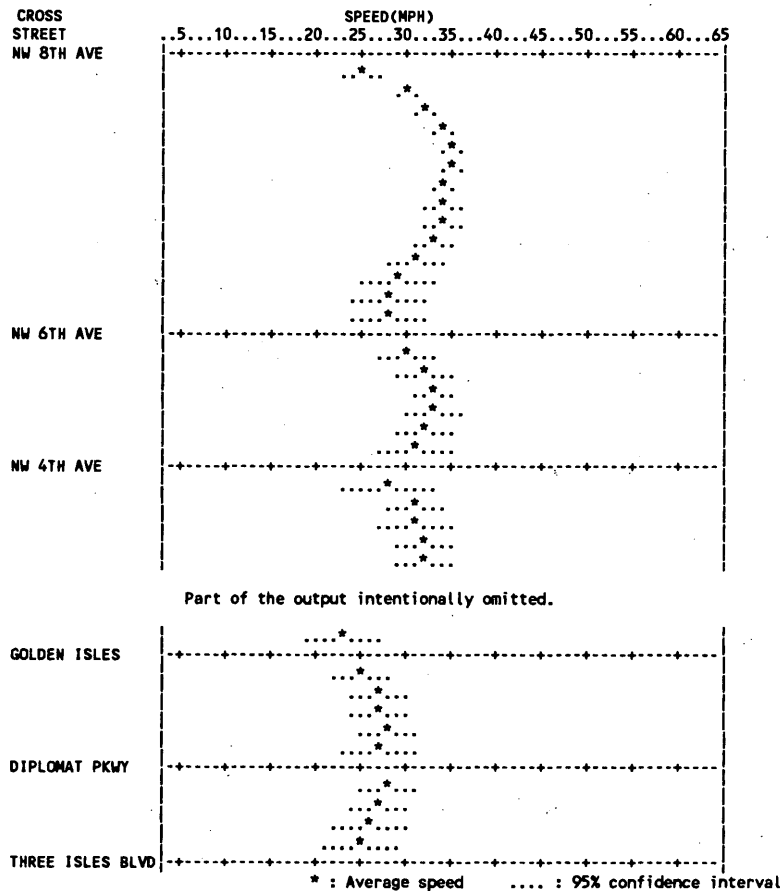 CROSS SPEED(MPH)
STREET ..5...10...15...20...25...30...35...40...45...50...55...60...65
NW 8TH AVE
NW 6TH AVE
NW 4TH AVE
Part of the output intentionally omitted.
GOLDEN ISLES
DIPLOMAT PKWY
THREE ISLES BLVD
* : Average speed .... : 95% confidence interval